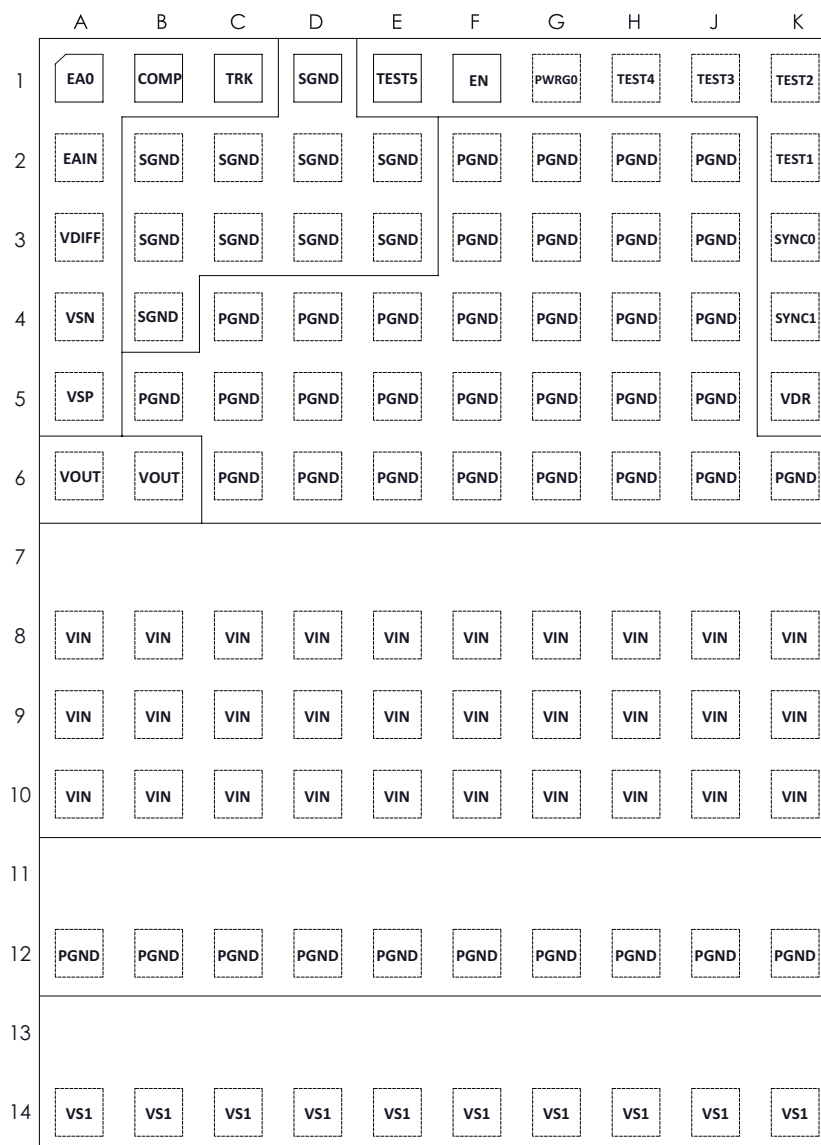 A B C D E F G H J K
1 EA0 COMP TRK SGND TEST5 EN PWRG0 TEST4 TEST3 TEST2
2 EAIN SGND SGND SGND SGND PGND PGND PGND PGND TEST1
3 VDIFF SGND SGND SGND SGND PGND PGND PGND PGND SYNC0
4 VSN SGND PGND PGND PGND PGND PGND PGND PGND SYNC1
5 VSP PGND PGND PGND PGND PGND PGND PGND PGND VDR
6 VOUT VOUT PGND PGND PGND PGND PGND PGND PGND PGND
7
8 VIN VIN VIN VIN VIN VIN VIN VIN VIN VIN
9 VIN VIN VIN VIN VIN VIN VIN VIN VIN VIN
10 VIN VIN VIN VIN VIN VIN VIN VIN VIN VIN
11
12 PGND PGND PGND PGND PGND PGND PGND PGND PGND PGND
13
14 VS1 VS1 VS1 VS1 VS1 VS1 VS1 VS1 VS1 VS1